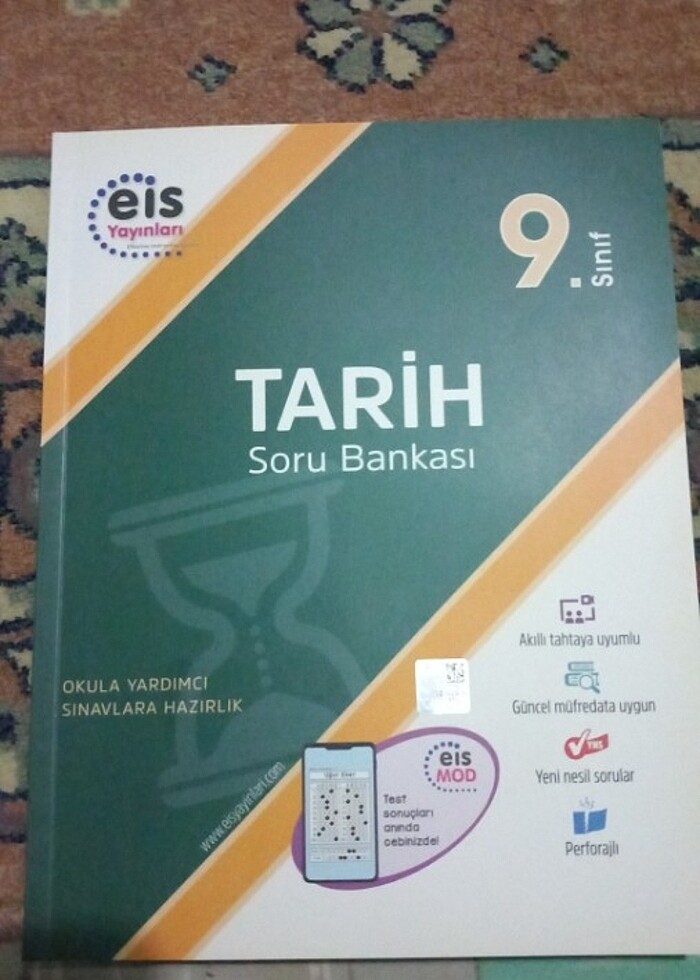 eis
Yayınları
9.
Sınıf
TARİH
Soru Bankası
OKULA YARDIMCI
SINAVLARA HAZIRLIK
Akıllı tahtaya uyumlu
Güncel müfredata uygun
YNS
Yeni nesil sorular
Perforajlı
eis
MOD
Test
sonuçları
anında
cebinizde!
www.eisyayinlari.com